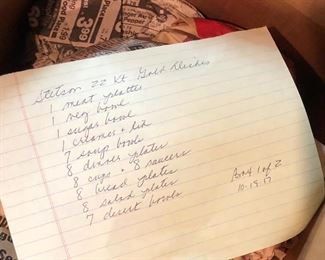 Stetson 22 Kt Gold Dishes
1 meat platter
1 veg bowl
1 sugar bowl
1 creamer + lid
7 soup bowls
8 dinner plates
8 cups + 8 saucers
8 bread plates
8 salad plates
7 desert bowls
Box 1 of 2
10-15-17